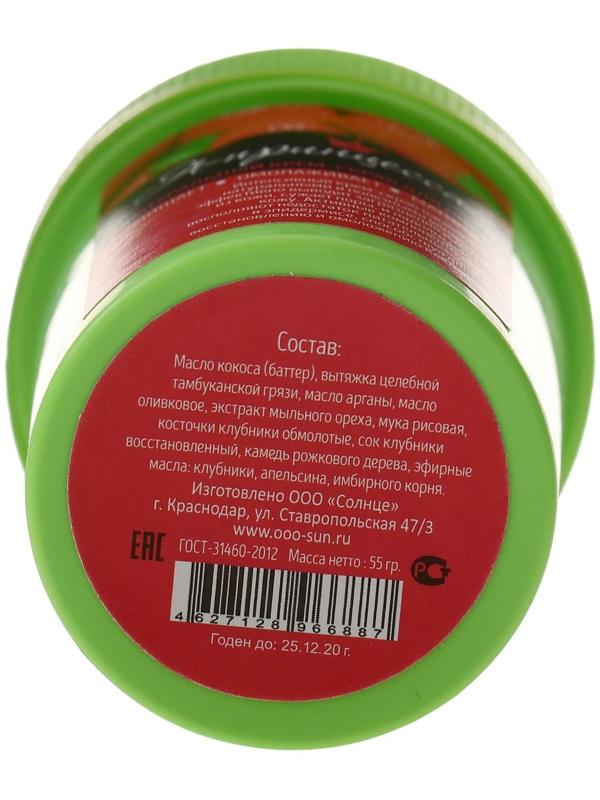 Я-принцесса
Состав:
Масло кокоса (баттер), вытяжка целебной
тамбуканской грязи, масло арганы, масло
оливковое, экстракт мыльного ореха, мука рисовая,
косточки клубники обмолотые, сок клубники
восстановленный, камедь рожкового дерева, эфирные
масла: клубники, апельсина, имбирного корня.
Изготовлено ООО «Солнце»
г. Краснодар, ул. Ставропольская 47/3
www.ooo-sun.ru
ЕАС ГОСТ-31460-2012 Масса нетто : 55 гр. РСТ
4 627128 966887
Годен до: 25.12.20 г.